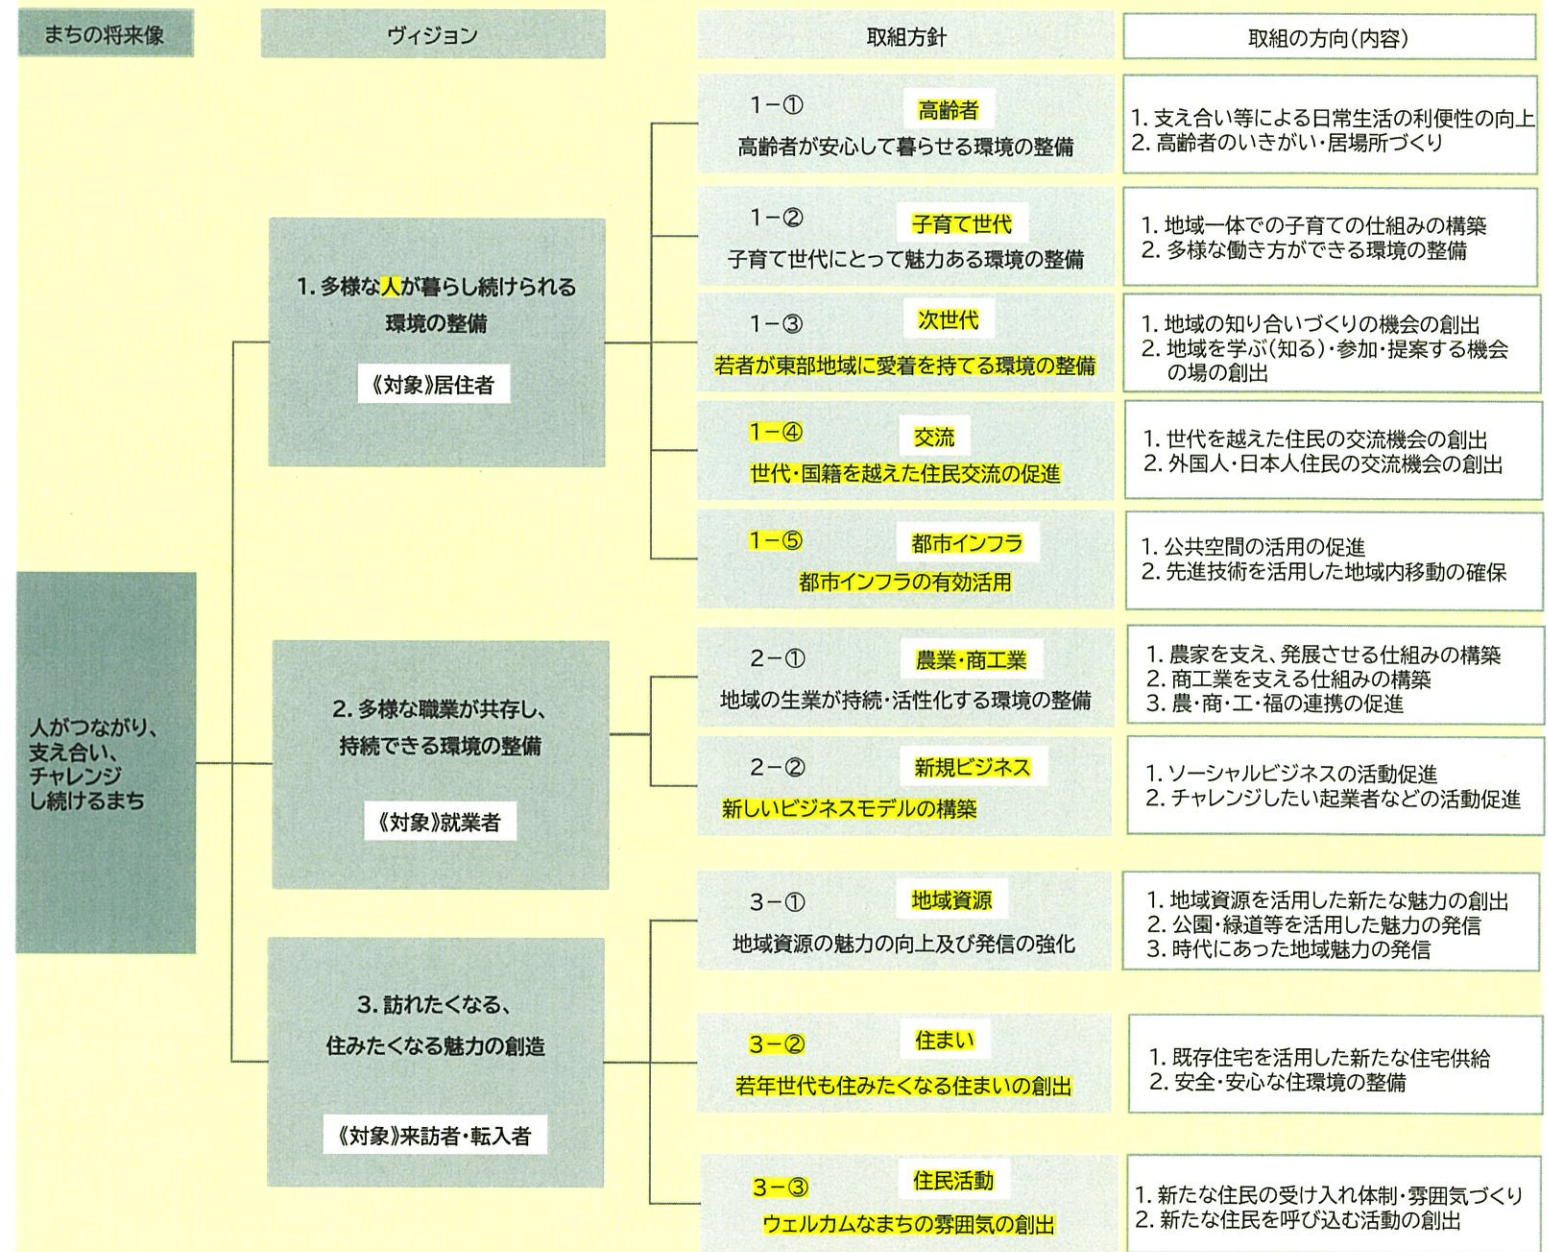 まちの将来像
ヴィジョン
取組方針
取組の方向(内容)
人がつながり、
支え合い、
チャレンジ
し続けるまち
1. 多様な人が暮らし続けられる
環境の整備
《対象》居住者
1-① 高齢者
高齢者が安心して暮らせる環境の整備
1. 支え合い等による日常生活の利便性の向上
2. 高齢者のいきがい・居場所づくり
1-② 子育て世代
子育て世代にとって魅力ある環境の整備
1. 地域一体での子育ての仕組みの構築
2. 多様な働き方ができる環境の整備
1-③ 次世代
若者が東部地域に愛着を持てる環境の整備
1. 地域の知り合いづくりの機会の創出
2. 地域を学ぶ(知る)・参加・提案する機会
の場の創出
1-④ 交流
世代・国籍を越えた住民交流の促進
1. 世代を越えた住民の交流機会の創出
2. 外国人・日本人住民の交流機会の創出
1-⑤ 都市インフラ
都市インフラの有効活用
1. 公共空間の活用の促進
2. 先進技術を活用した地域内移動の確保
2. 多様な職業が共存し、
持続できる環境の整備
《対象》就業者
2-① 農業・商工業
地域の生業が持続・活性化する環境の整備
1. 農家を支え、発展させる仕組みの構築
2. 商工業を支える仕組みの構築
3. 農・商・工・福の連携の促進
2-② 新規ビジネス
新しいビジネスモデルの構築
1. ソーシャルビジネスの活動促進
2. チャレンジしたい起業者などの活動促進
3. 訪れたくなる、
住みたくなる魅力の創造
《対象》来訪者・転入者
3-① 地域資源
地域資源の魅力の向上及び発信の強化
1. 地域資源を活用した新たな魅力の創出
2. 公園・緑道等を活用した魅力の発信
3. 時代にあった地域魅力の発信
3-② 住まい
若年世代も住みたくなる住まいの創出
1. 既存住宅を活用した新たな住宅供給
2. 安全・安心な住環境の整備
3-③ 住民活動
ウェルカムなまちの雰囲気の創出
1. 新たな住民の受け入れ体制・雰囲気づくり
2. 新たな住民を呼び込む活動の創出